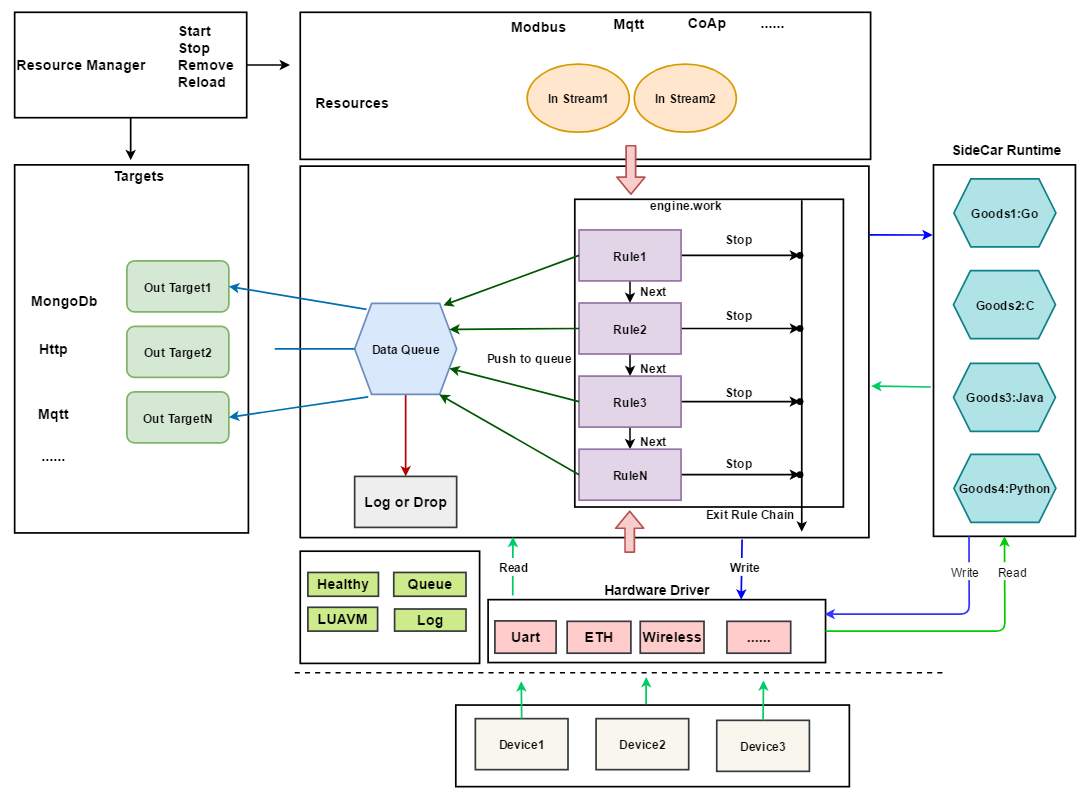 Resource Manager
Start
Stop
Remove
Reload
Modbus
Mqtt
CoAp
......
Resources
In Stream1
In Stream2
Targets
MongoDb
Http
Mqtt
......
Out Target1
Out Target2
Out TargetN
Data Queue
Push to queue
Log or Drop
engine.work
Rule1
Stop
Next
Rule2
Stop
Next
Rule3
Stop
Next
RuleN
Stop
Exit Rule Chain
SideCar Runtime
Goods1:Go
Goods2:C
Goods3:Java
Goods4:Python
Write
Read
Read
Write
Healthy
Queue
LUAVM
Log
Hardware Driver
Uart
ETH
Wireless
......
Device1
Device2
Device3